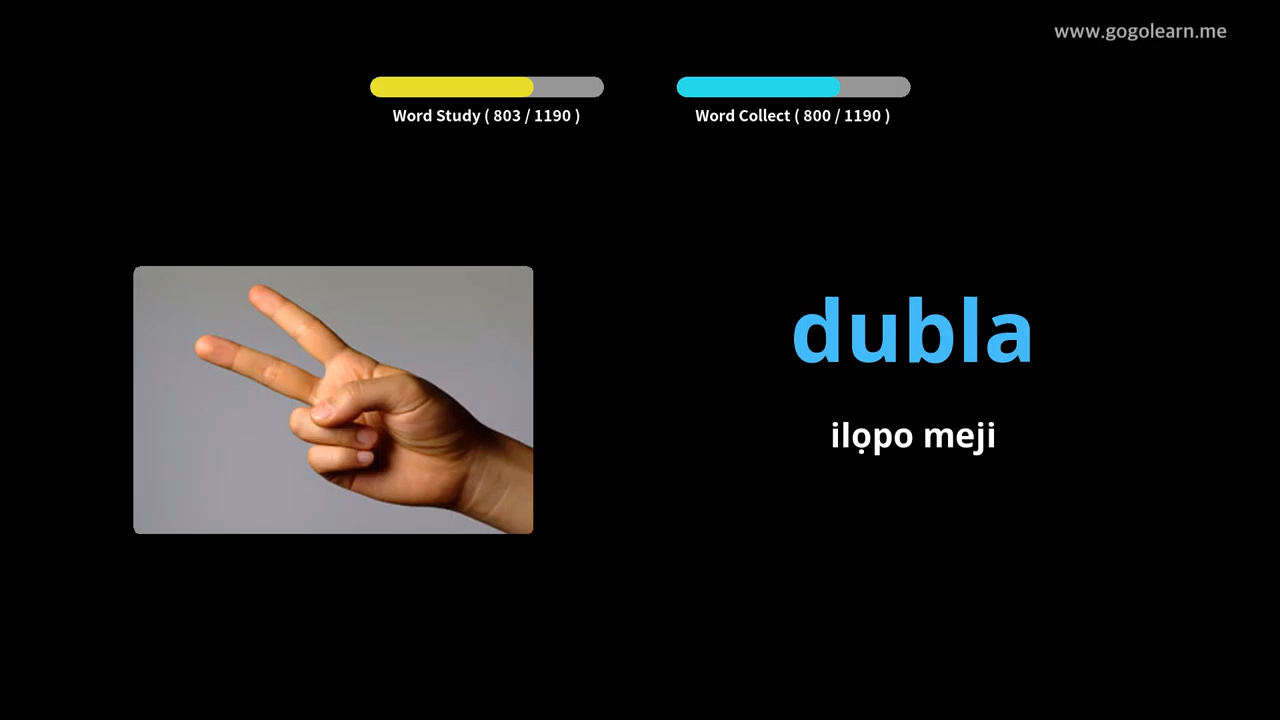 www.gogolearn.me
Word Study ( 803 / 1190 )
Word Collect ( 800 / 1190 )
dubla
ilọpo meji